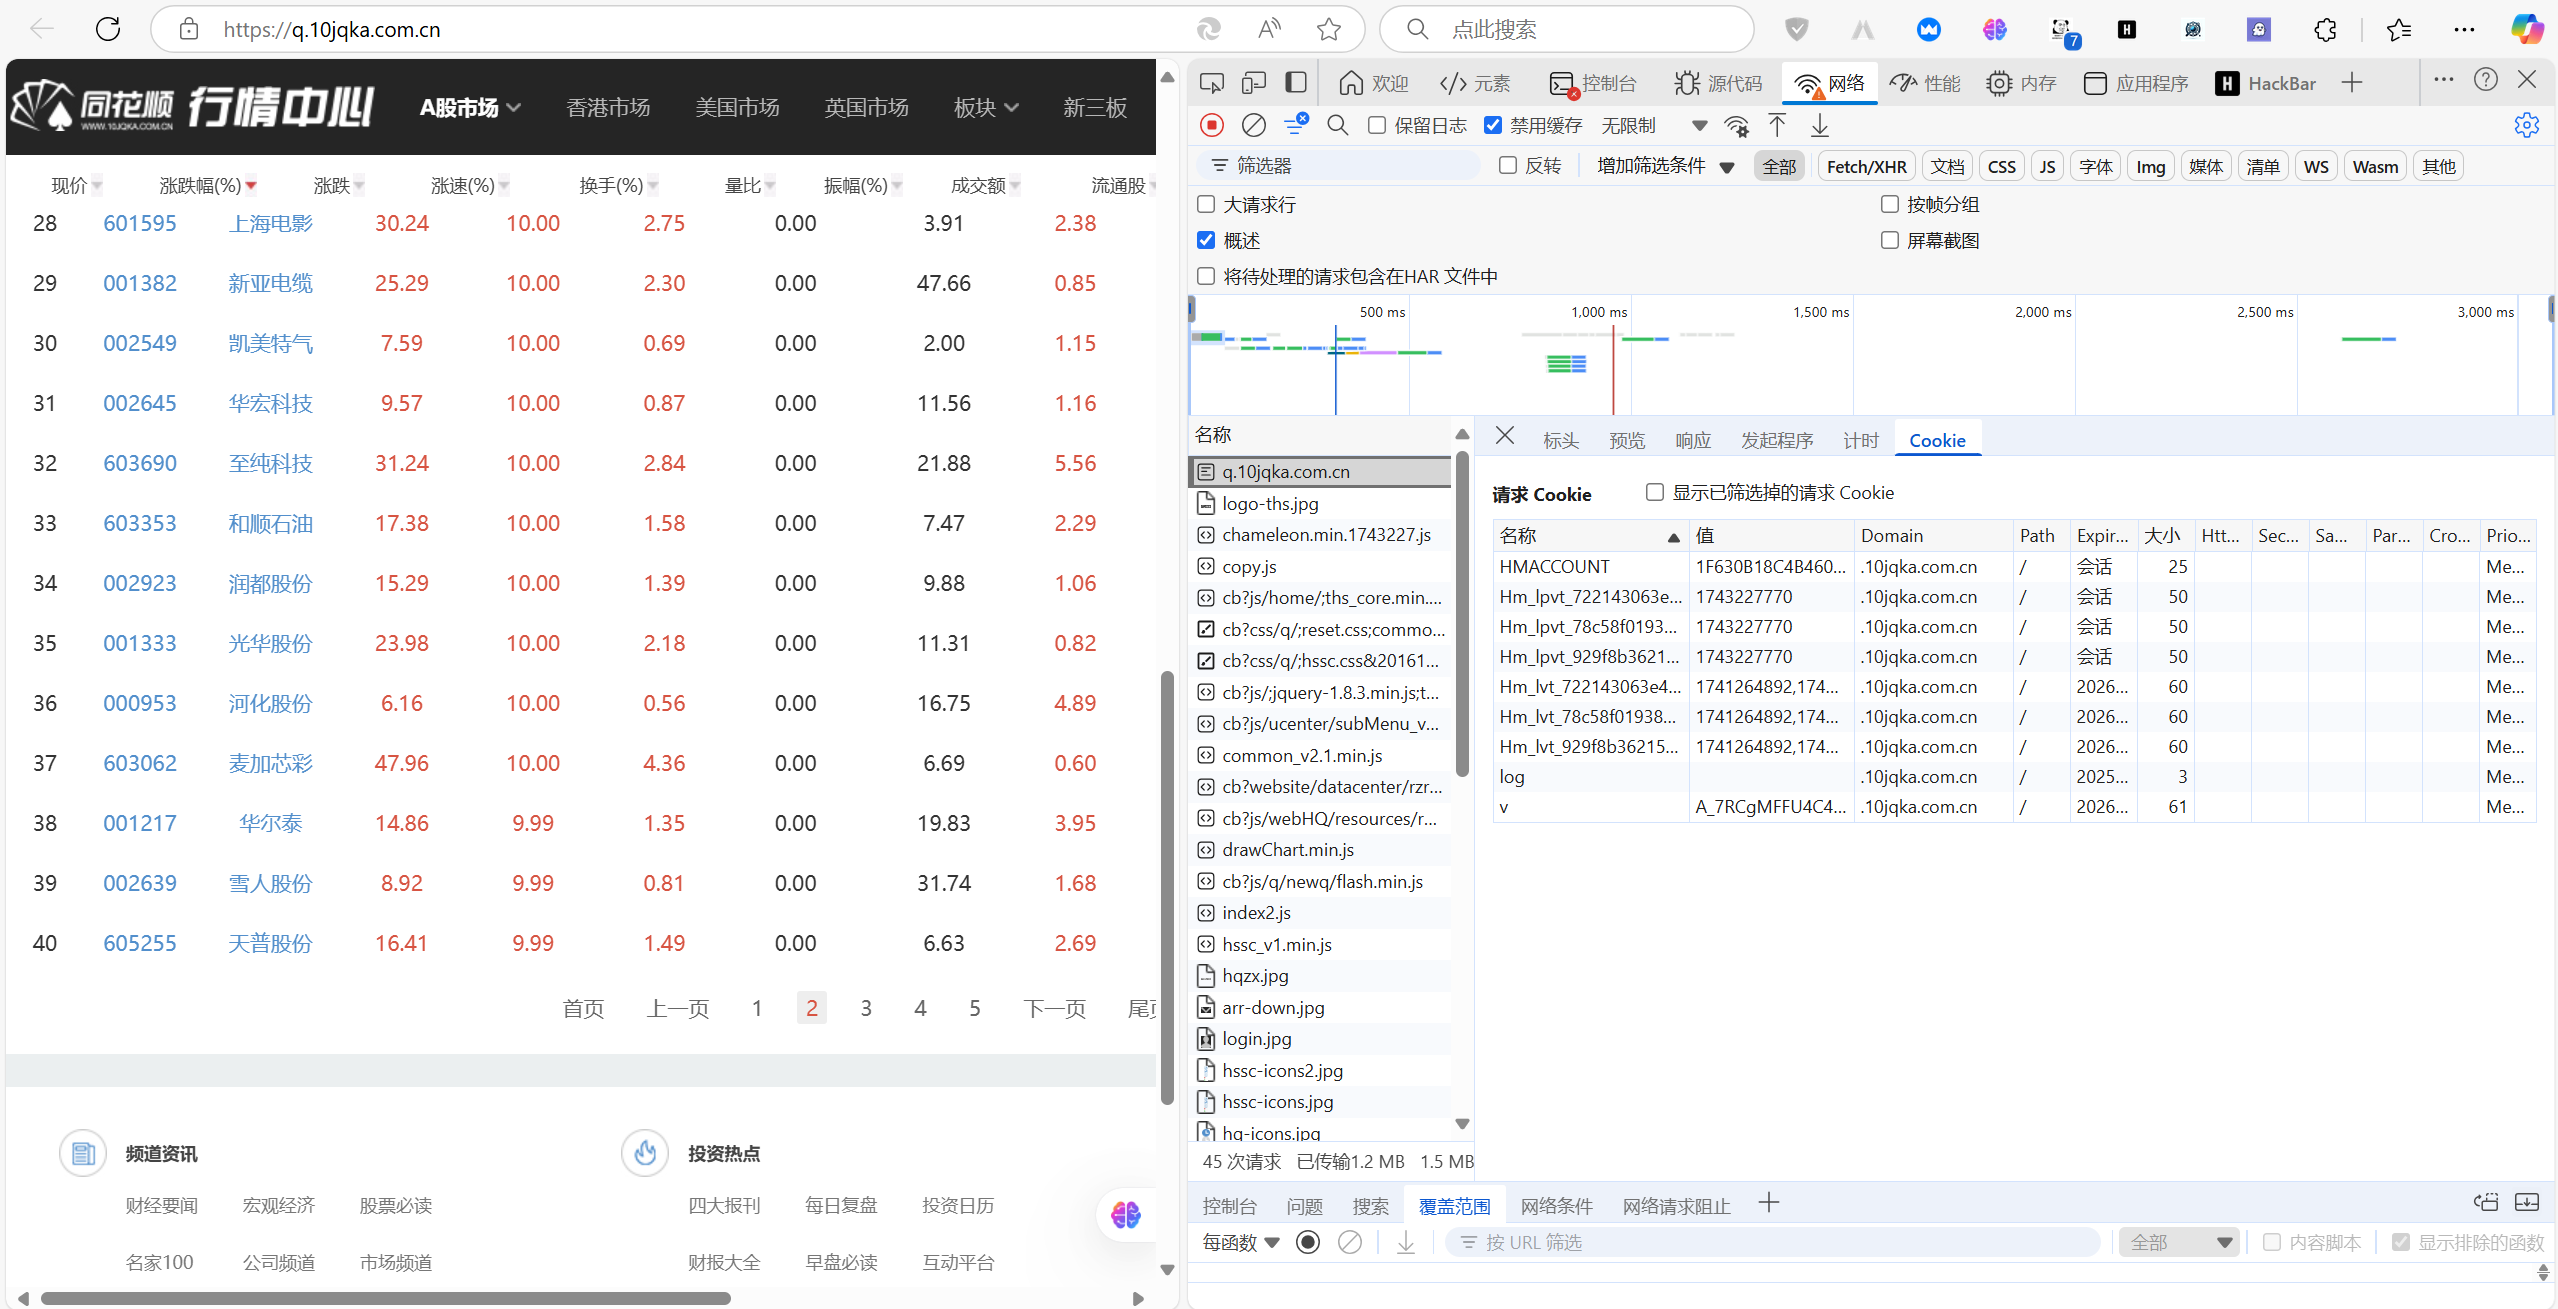 https://q.10jqka.com.cn
点此搜索
7
同花顺
WWW.10JQKA.COM.CN
行情中心
A股市场 香港市场 美国市场 英国市场 板块 新三板
现价 涨跌幅(%) 涨跌 涨速(%) 换手(%) 量比 振幅(%) 成交额 流通股
28 601595 上海电影 30.24 10.00 2.75 0.00 3.91 2.38
29 001382 新亚电缆 25.29 10.00 2.30 0.00 47.66 0.85
30 002549 凯美特气 7.59 10.00 0.69 0.00 2.00 1.15
31 002645 华宏科技 9.57 10.00 0.87 0.00 11.56 1.16
32 603690 至纯科技 31.24 10.00 2.84 0.00 21.88 5.56
33 603353 和顺石油 17.38 10.00 1.58 0.00 7.47 2.29
34 002923 润都股份 15.29 10.00 1.39 0.00 9.88 1.06
35 001333 光华股份 23.98 10.00 2.18 0.00 11.31 0.82
36 000953 河化股份 6.16 10.00 0.56 0.00 16.75 4.89
37 603062 麦加芯彩 47.96 10.00 4.36 0.00 6.69 0.60
38 001217 华尔泰 14.86 9.99 1.35 0.00 19.83 3.95
39 002639 雪人股份 8.92 9.99 0.81 0.00 31.74 1.68
40 605255 天普股份 16.41 9.99 1.49 0.00 6.63 2.69
首页 上一页 1 2 3 4 5 下一页 尾页
频道资讯
财经要闻 宏观经济 股票必读
名家100 公司频道 市场频道
投资热点
四大报刊 每日复盘 投资日历
财报大全 早盘必读 互动平台
欢迎 元素 控制台 源代码 网络 性能 内存 应用程序 HackBar
保留日志 禁用缓存 无限制
筛选器 反转 增加筛选条件 全部 Fetch/XHR 文档 CSS JS 字体 Img 媒体 清单 WS Wasm 其他
大请求行 按帧分组
概述 屏幕截图
将待处理的请求包含在HAR 文件中
500 ms 1,000 ms 1,500 ms 2,000 ms 2,500 ms 3,000 ms
名称
q.10jqka.com.cn
logo-ths.jpg
chameleon.min.1743227.js
copy.js
cb?js/home/;ths_core.min....
cb?css/q/;reset.css;commo...
cb?css/q/;hssc.css&20161...
cb?js/;jquery-1.8.3.min.js;t...
cb?js/ucenter/subMenu_v...
common_v2.1.min.js
cb?website/datacenter/rzr...
cb?js/webHQ/resources/r...
drawChart.min.js
cb?js/q/newq/flash.min.js
index2.js
hssc_v1.min.js
hqzx.jpg
arr-down.jpg
login.jpg
hssc-icons2.jpg
hssc-icons.jpg
hq-icons.jpg
45 次请求 已传输1.2 MB 1.5 MB
标头 预览 响应 发起程序 计时 Cookie
请求 Cookie 显示已筛选掉的请求 Cookie
名称 值 Domain Path Expir... 大小 Htt... Sec... Sa... Par... Cro... Prio...
HMACCOUNT 1F630B18C4B460... .10jqka.com.cn / 会话 25 Me...
Hm_lpvt_722143063e... 1743227770 .10jqka.com.cn / 会话 50 Me...
Hm_lpvt_78c58f0193... 1743227770 .10jqka.com.cn / 会话 50 Me...
Hm_lpvt_929f8b3621... 1743227770 .10jqka.com.cn / 会话 50 Me...
Hm_lvt_722143063e4... 1741264892,174... .10jqka.com.cn / 2026... 60 Me...
Hm_lvt_78c58f01938... 1741264892,174... .10jqka.com.cn / 2026... 60 Me...
Hm_lvt_929f8b36215... 1741264892,174... .10jqka.com.cn / 2026... 60 Me...
log .10jqka.com.cn / 2025... 3 Me...
v A_7RCgMFFU4C4... .10jqka.com.cn / 2026... 61 Me...
控制台 问题 搜索 覆盖范围 网络条件 网络请求阻止
每函数 按 URL 筛选 全部 内容脚本 显示排除的函数